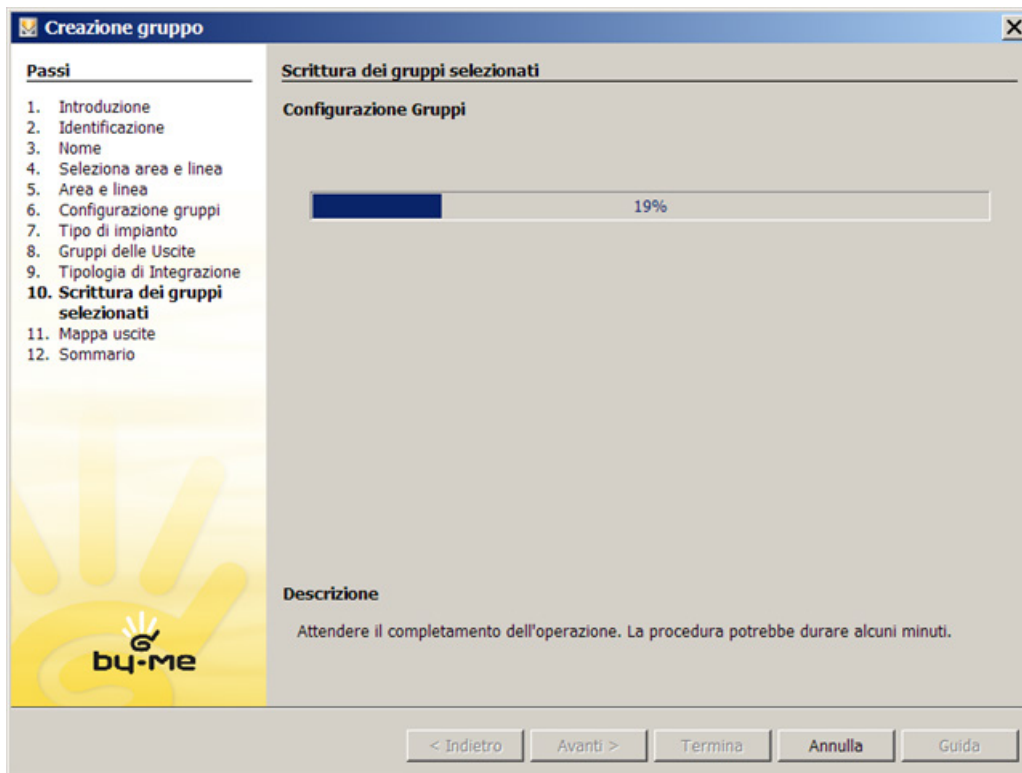 Creazione gruppo
Passi
1. Introduzione
2. Identificazione
3. Nome
4. Seleziona area e linea
5. Area e linea
6. Configurazione gruppi
7. Tipo di impianto
8. Gruppi delle Uscite
9. Tipologia di Integrazione
10. Scrittura dei gruppi
selezionati
11. Mappa uscite
12. Sommario
by-me
Scrittura dei gruppi selezionati
Configurazione Gruppi
19%
Descrizione
Attendere il completamento dell'operazione. La procedura potrebbe durare alcuni minuti.
< Indietro
Avanti >
Termina
Annulla
Guida